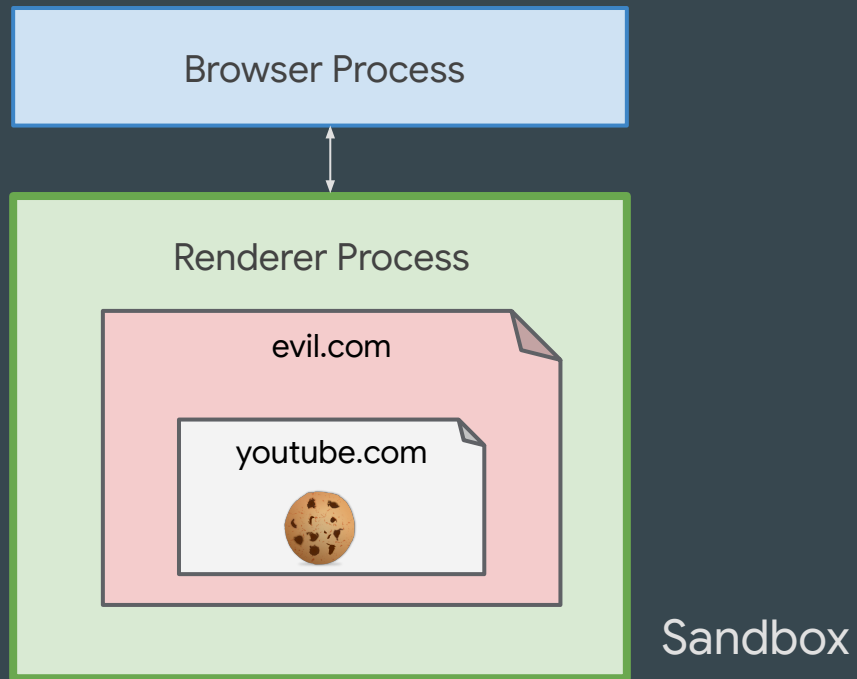 Browser Process
Renderer Process
evil.com
youtube.com
Sandbox